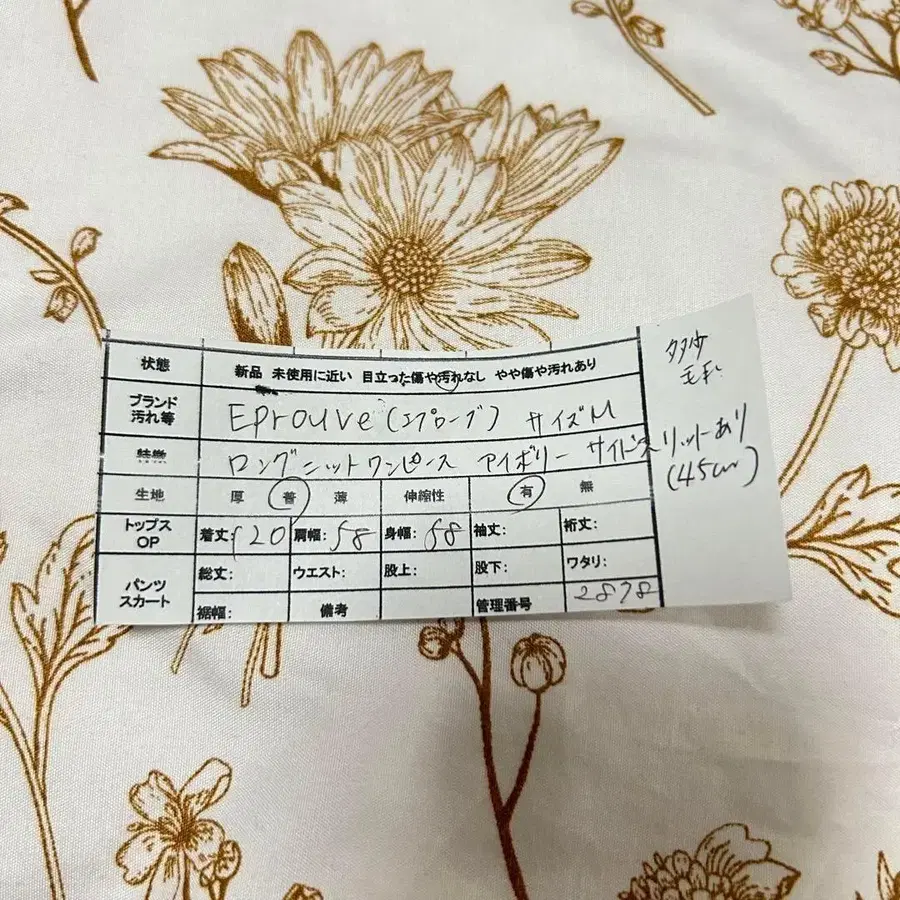 状態 新品 未使用に近い 目立った傷や汚れなし やや傷や汚れあり
多少
毛玉
ブランド 汚れ等 Eprouve (エプローブ) サイズM
特徴 ロングニットワンピース アイボリー サイドスリットあり
(45cm)
生地 厚 普 薄 伸縮性 有 無
トップス OP 着丈: 120 肩幅: 58 身幅: 58 袖丈: 裄丈:
パンツ スカート 総丈: ウエスト: 股上: 股下: ワタリ:
裾幅: 備考 管理番号 2878